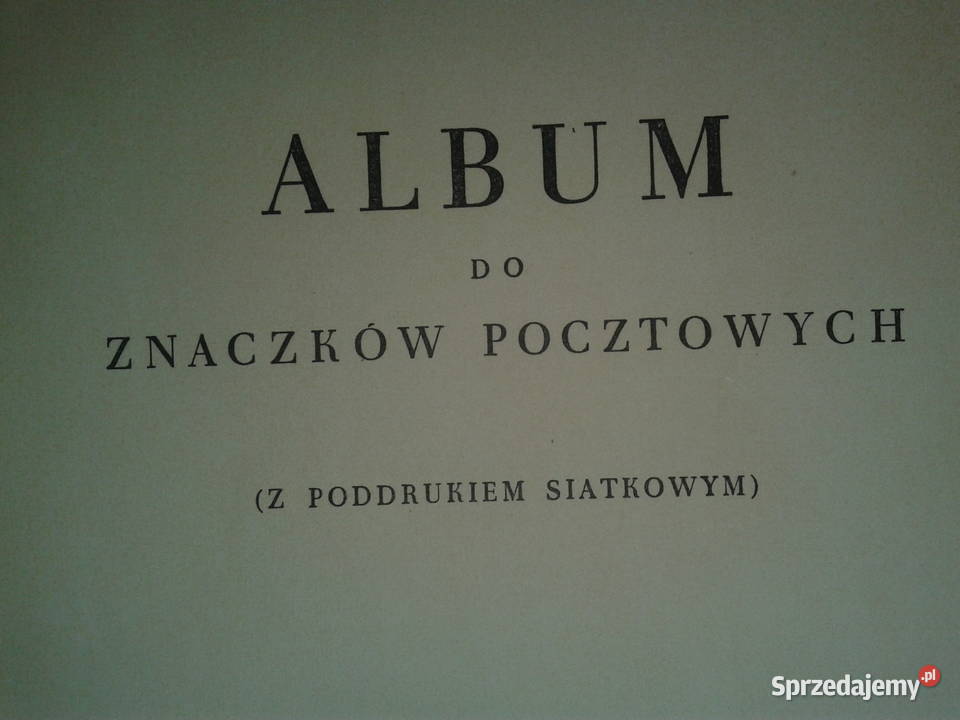 ALBUM
DO
ZNACZKÓW POCZTOWYCH
(Z PODDRUKIEM SIATKOWYM)
Sprzedajemy.pl